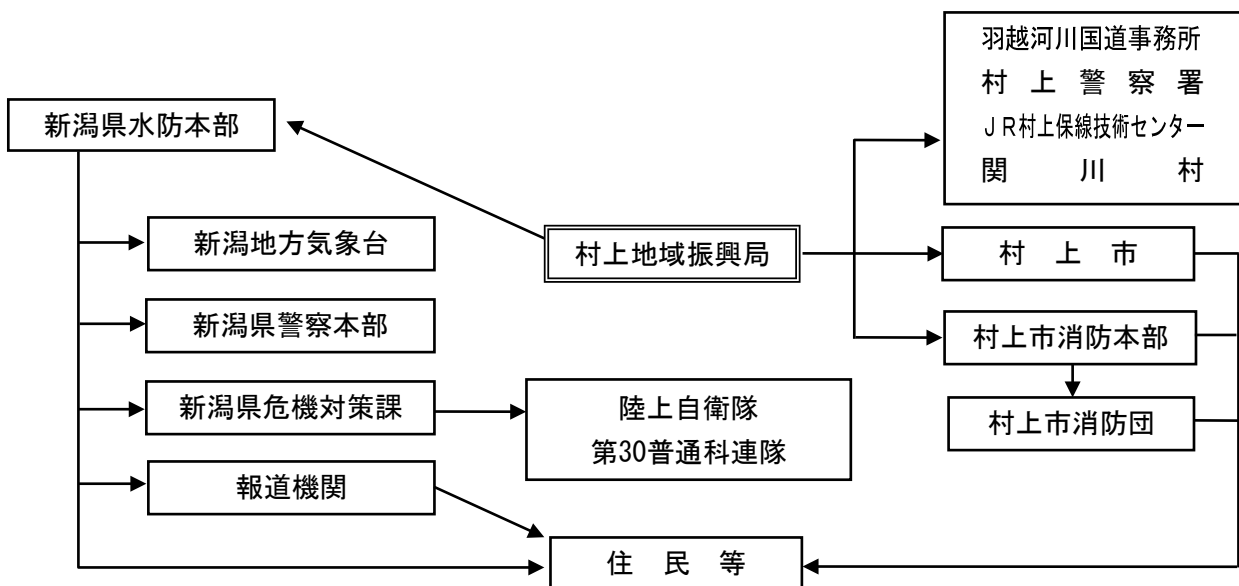 羽越河川国道事務所
村上警察署
JR村上保線技術センター
関川村
新潟県水防本部
新潟地方気象台
村上地域振興局
村上市
新潟県警察本部
村上市消防本部
新潟県危機対策課
陸上自衛隊
第30普通科連隊
村上市消防団
報道機関
住民等